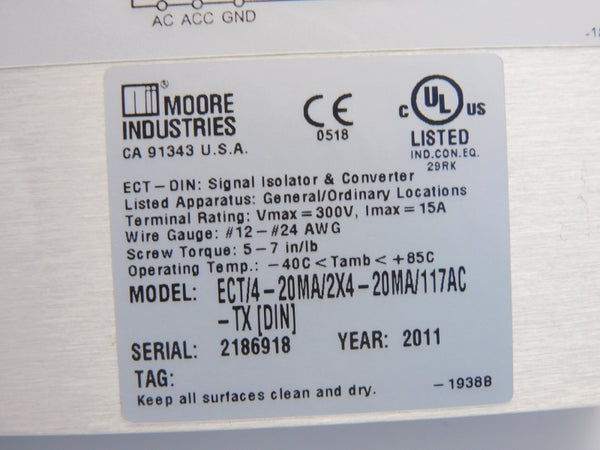 AC ACC GND
MOORE INDUSTRIES ®
CA 91343 U.S.A.
CE
0518
C UL US
LISTED
IND.CON.EQ.
29RK
ECT-DIN: Signal Isolator & Converter
Listed Apparatus: General/Ordinary Locations
Terminal Rating: Vmax=300V, Imax=15A
Wire Gauge: #12-#24 AWG
Screw Torque: 5-7 in/lb
Operating Temp.: -40C<Tamb<+85C
MODEL: ECT/4-20MA/2X4-20MA/117AC
-TX [DIN]
SERIAL: 2186918 YEAR: 2011
TAG:
Keep all surfaces clean and dry. -1938B